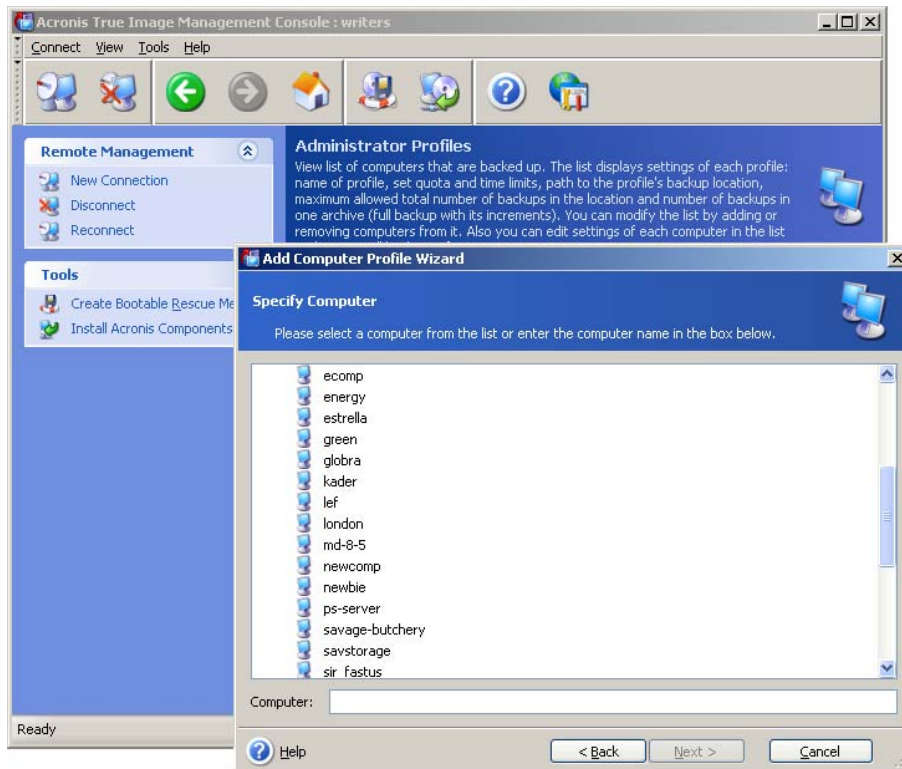 Acronis True Image Management Console : writers
Connect View Tools Help
Remote Management
New Connection
Disconnect
Reconnect
Tools
Create Bootable Rescue Me
Install Acronis Components
Administrator Profiles
View list of computers that are backed up. The list displays settings of each profile:
name of profile, set quota and time limits, path to the profile's backup location,
maximum allowed total number of backups in the location and number of backups in
one archive (full backup with its increments). You can modify the list by adding or
removing computers from it. Also you can edit settings of each computer in the list
Add Computer Profile Wizard
Specify Computer
Please select a computer from the list or enter the computer name in the box below.
ecomp
energy
estrella
green
globra
kader
lef
london
md-8-5
newcomp
newbie
ps-server
savage-butchery
savstorage
sir_fastus
Computer:
Ready
Help
< Back Next > Cancel